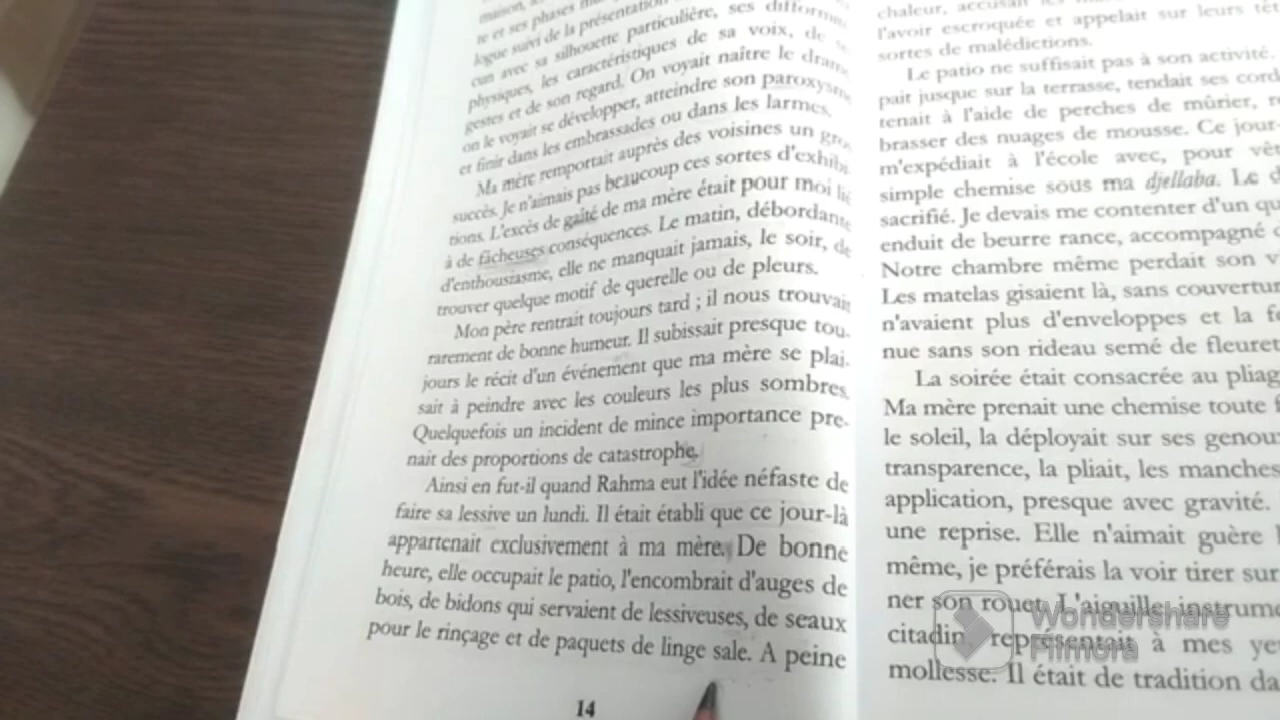 maison,
te et ses phases
logue suivi de la présentation
cun avec sa silhouette particulière, ses
physiques, les caractéristiques de sa voix, de
gestes et de son regard. On voyait naître le
on le voyait se développer, atteindre son
et finir dans les embrassades ou dans les larmes.
Ma mère remportait auprès des voisines un
succès. Je n'aimais pas beaucoup ces sortes d'exhibi
tions. L'excès de gaîté de ma mère était pour moi
à de fâcheuses conséquences. Le matin,
d'enthousiasme, elle ne manquait jamais, le soir, de
trouver quelque motif de querelle ou de pleurs.
Mon père rentrait toujours tard ; il nous trouvait
rarement de bonne humeur. Il subissait presque tou-
jours le récit d'un événement que ma mère se plai-
sait à peindre avec les couleurs les plus sombres.
Quelquefois un incident de mince importance pre-
nait des proportions de catastrophe.
Ainsi en fut-il quand Rahma eut l'idée néfaste de
faire sa lessive un lundi. Il était établi que ce jour-là
appartenait exclusivement à ma mère. De bonne
heure, elle occupait le patio, l'encombrait d'auges de
bois, de bidons qui servaient de lessiveuses, de seaux
pour le rinçage et de paquets de linge sale. A peine
14
chaleur, accusait
l'avoir escroquée et appelait sur leurs
sortes de malédictions.
Le patio ne suffisait pas à son activité.
pait jusque sur la terrasse, tendait ses cord
tenait à l'aide de perches de mûrier,
brasser des nuages de mousse. Ce jour
m'expédiait à l'école avec, pour
simple chemise sous ma djellaba. Le
sacrifié. Je devais me contenter d'un qu
enduit de beurre rance, accompagné
Notre chambre même perdait son v
Les matelas gisaient là, sans couvertur
n'avaient plus d'enveloppes et la fe
nue sans son rideau semé de fleuret
La soirée était consacrée au pliag
Ma mère prenait une chemise toute
le soleil, la déployait sur ses genou
transparence, la pliait, les manches
application, presque avec gravité.
une reprise. Elle n'aimait guère
même, je préférais la voir tirer sur
ner son rouet. L'aiguille, instrume
citadin, représentait à mes ye
mollesse. Il était de tradition da
Wondershare
Filmora